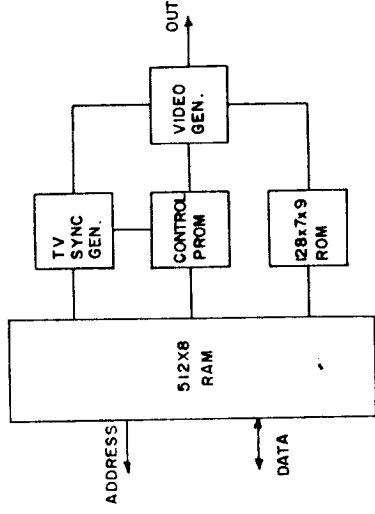 ADDRESS
DATA
512X8
RAM
TV
SYNC
GEN.
CONTROL
PROM
128x7x9
ROM
VIDEO
GEN.
OUT